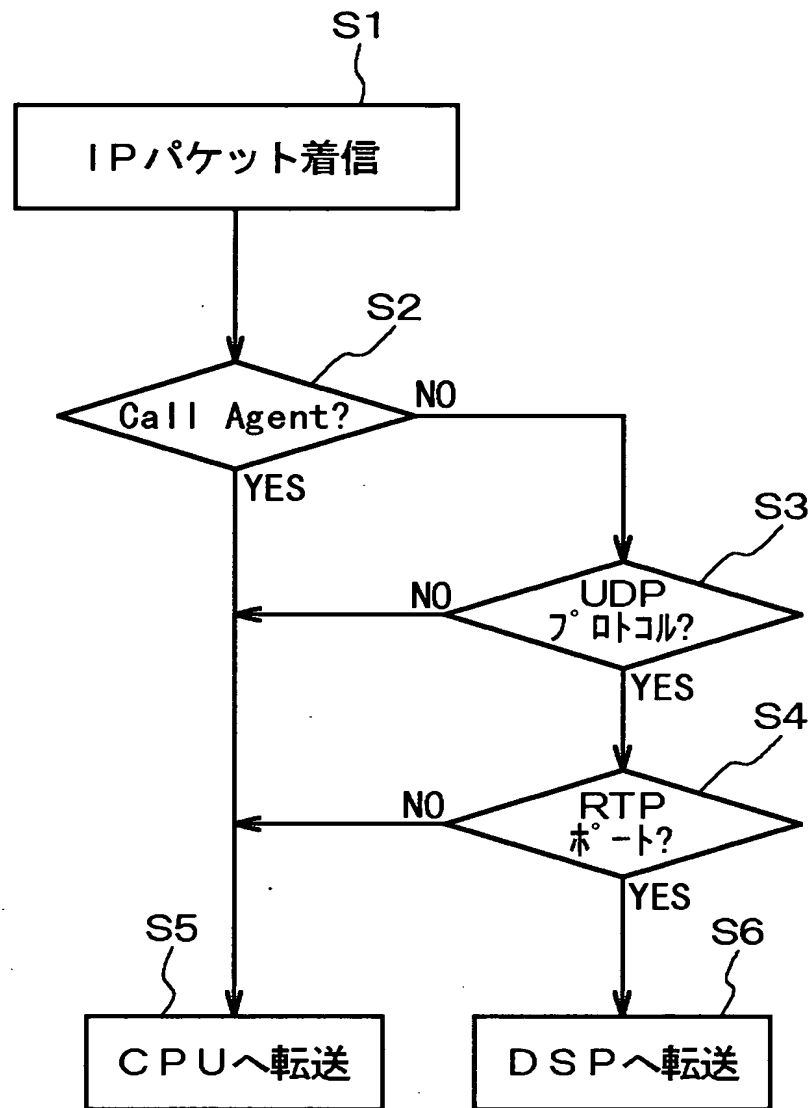 S1
IPパケット着信
S2
Call Agent?
NO
YES
S3
UDP
プロトコル?
NO
YES
S4
RTP
ポート?
NO
YES
S5
CPUへ転送
S6
DSPへ転送